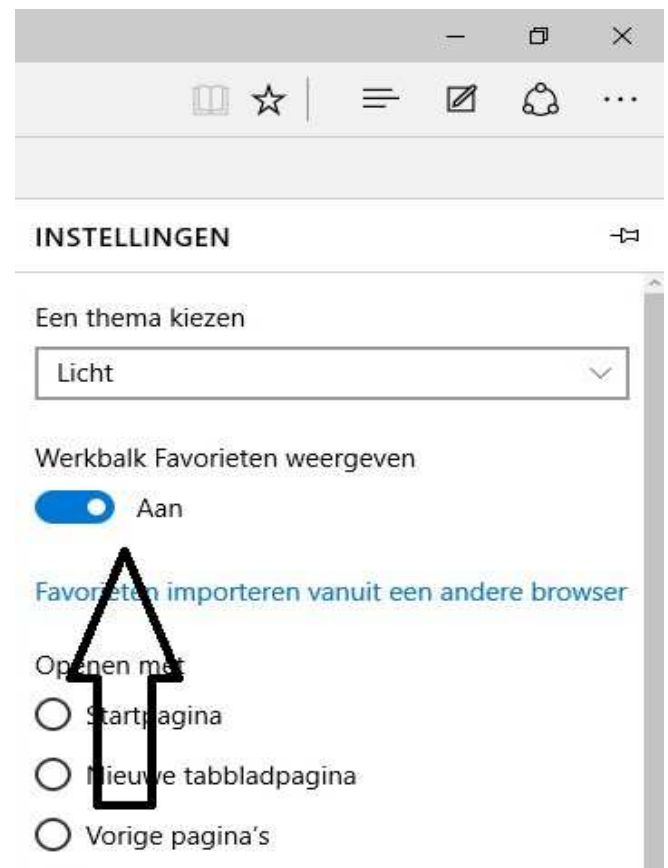 INSTELLINGEN
Een thema kiezen
Licht
Werkbalk Favorieten weergeven
Aan
Favorieten importeren vanuit een andere browser
Openen met
Startpagina
Nieuwe tabbladpagina
Vorige pagina's